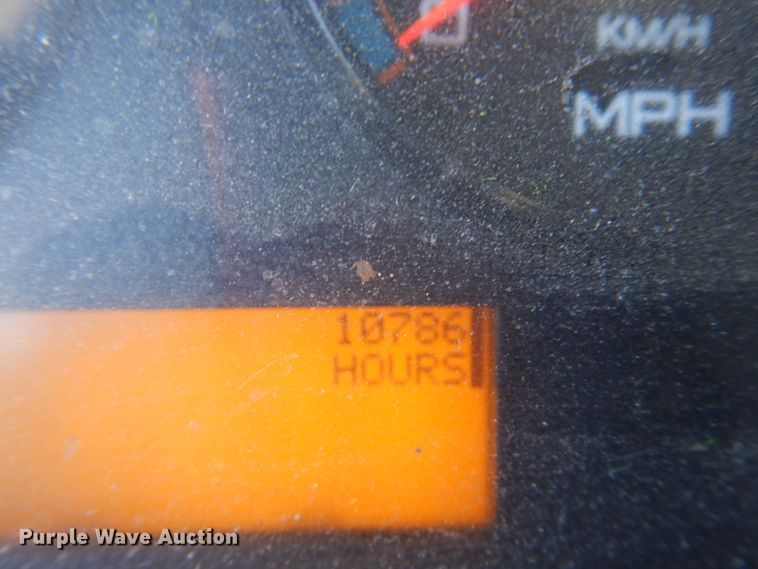 KM/H
MPH
10786
HOURS
Purple Wave Auction